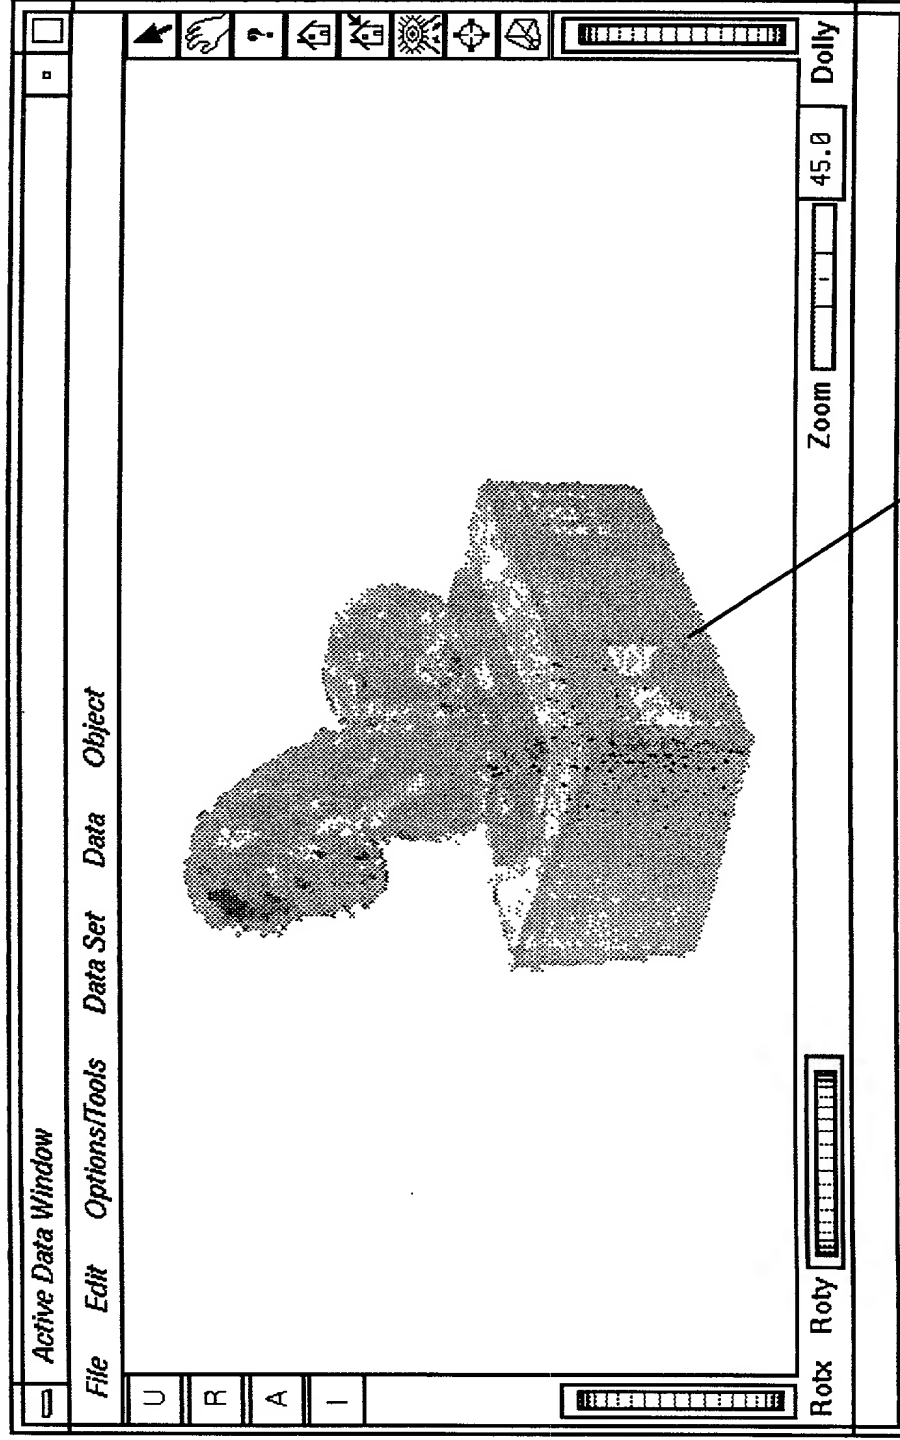 Active Data Window
File Edit Options/Tools Data Set Data Object
U
R
A
I
?
Rotx Roty Zoom 45.0 Dolly